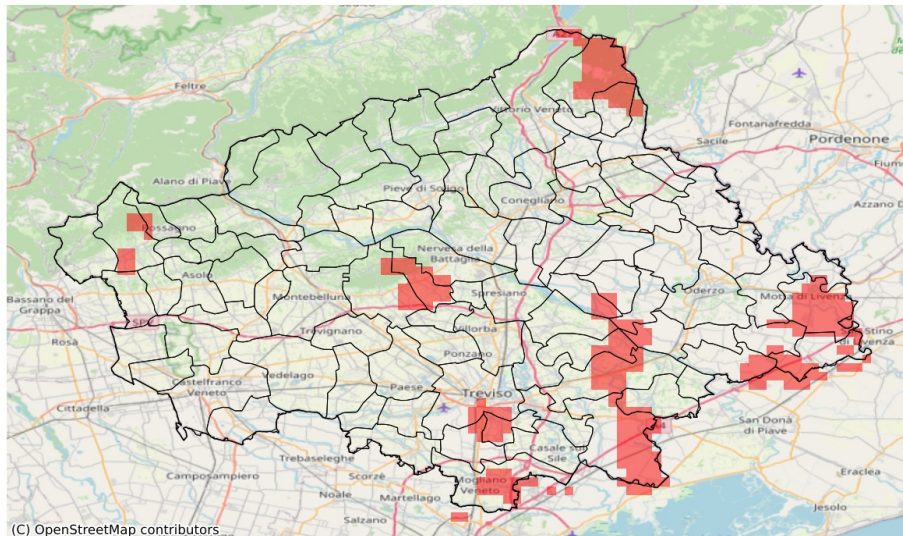 Feltre
Vittorio Veneto
Fontanafredda
Sacile
Pordenone
Alano di Piave
Pieve di Soligo
Conegliano
Azzano D
Fiume
Possagno
Nervesa della
Battaglia
Asolo
Oderzo
Motta di Livenza
Bassano del
Grappa
Montebelluna
Spresiano
SPV
Rosà
Trevignano
Villorba
Ponzano
Stino
di Livenza
Castelfranco
Veneto
Vedelago
Paese
Treviso
Cittadella
San Donà
di Piave
Trebaseleghe
Casale sul
Sile
Camposampiero
Scorzè
Mogliano
Veneto
Noale
Martellago
Eraclea
Salzano
Jesolo
(C) OpenStreetMap contributors